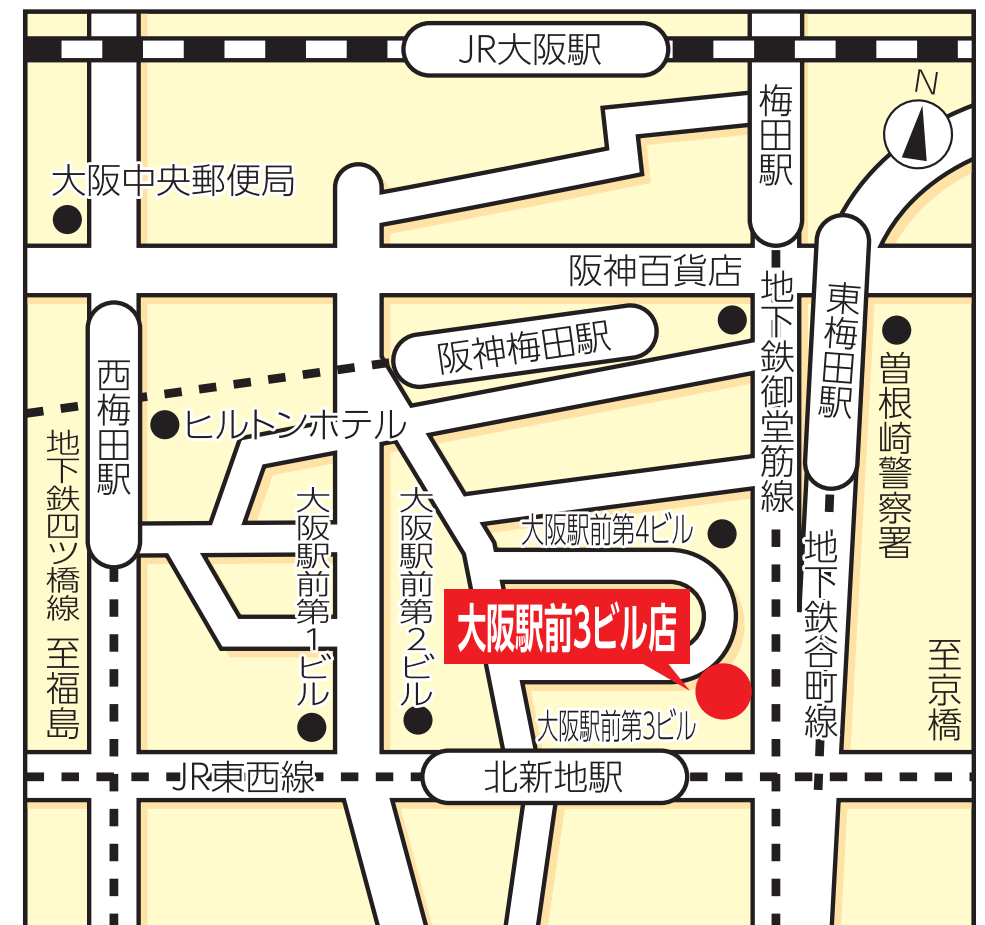 JR大阪駅
N
梅田駅
大阪中央郵便局
阪神百貨店
地下鉄御堂筋線
東梅田駅
阪神梅田駅
曽根崎警察署
西梅田駅
ヒルトンホテル
地下鉄四ツ橋線 至福島
大阪駅前第1ビル
大阪駅前第2ビル
大阪駅前第4ビル
地下鉄谷町線
大阪駅前3ビル店
至京橋
大阪駅前第3ビル
JR東西線
北新地駅